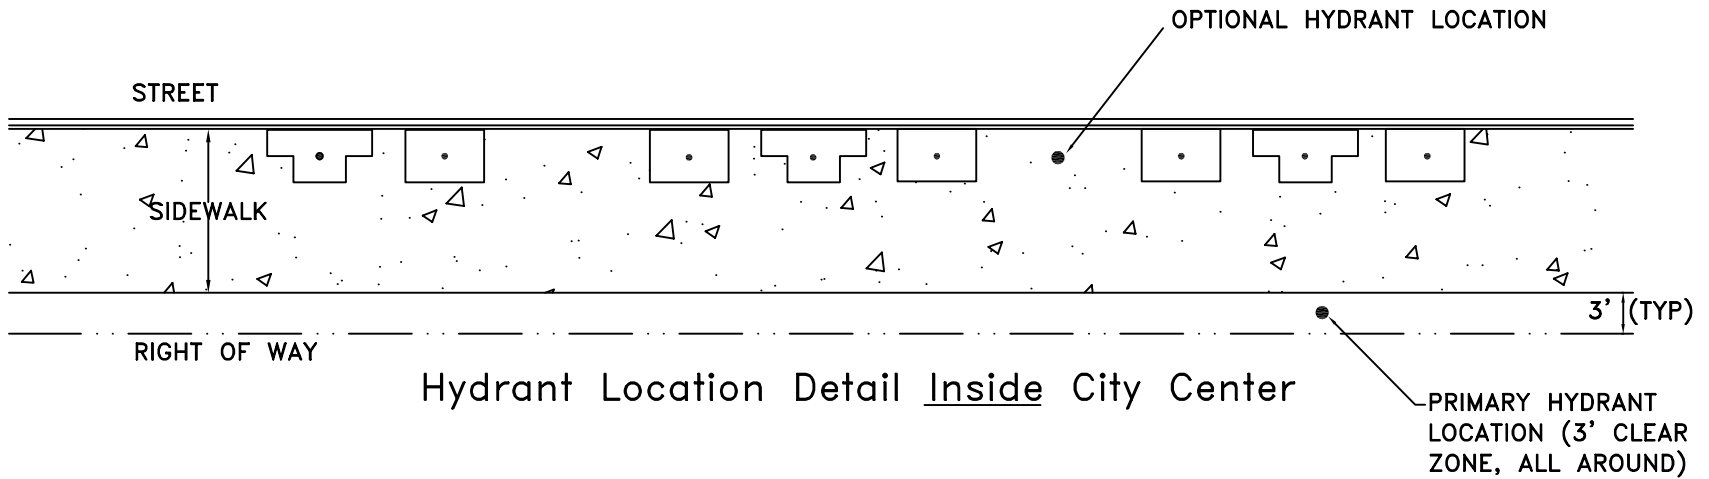 OPTIONAL HYDRANT LOCATION
STREET
SIDEWALK
3' (TYP)
RIGHT OF WAY
Hydrant Location Detail Inside City Center
PRIMARY HYDRANT
LOCATION (3' CLEAR
ZONE, ALL AROUND)